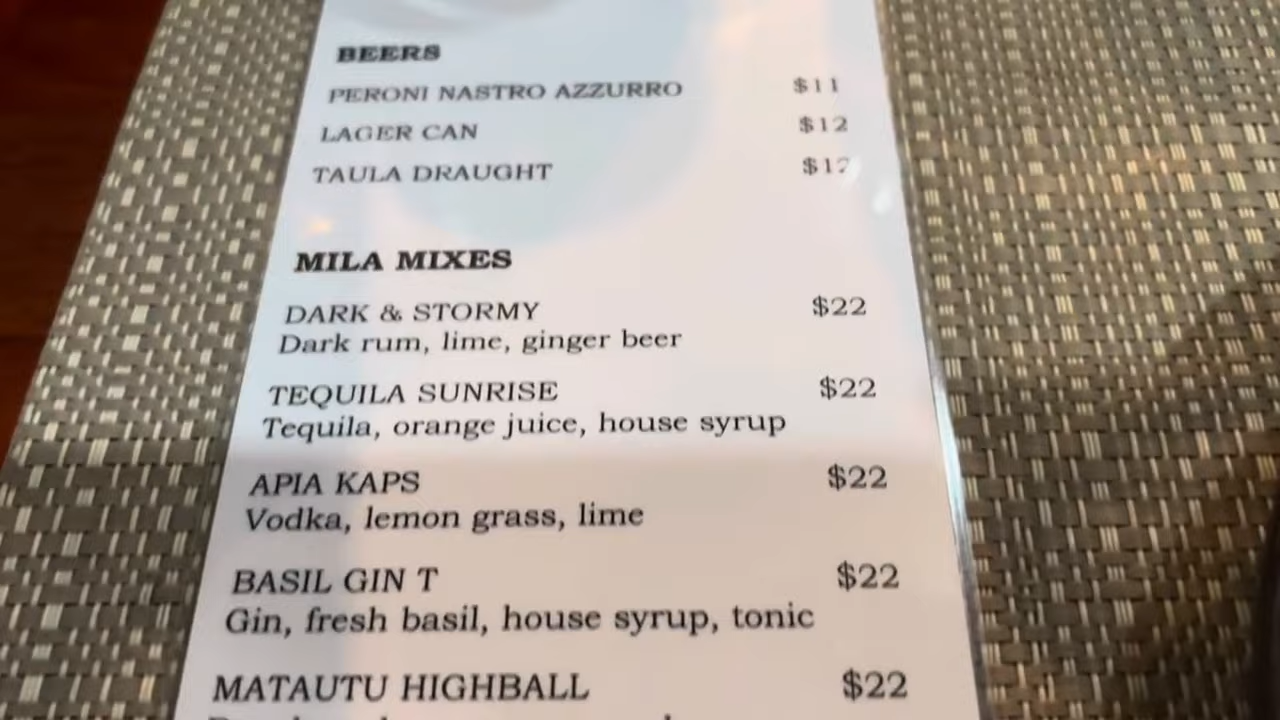 BEERS
PERONI NASTRO AZZURRO $11
LAGER CAN $12
TAULA DRAUGHT
MILA MIXES
DARK & STORMY $22
Dark rum, lime, ginger beer
TEQUILA SUNRISE $22
Tequila, orange juice, house syrup
APIA KAPS $22
Vodka, lemon grass, lime
BASIL GIN T $22
Gin, fresh basil, house syrup, tonic
MATAUTU HIGHBALL $22